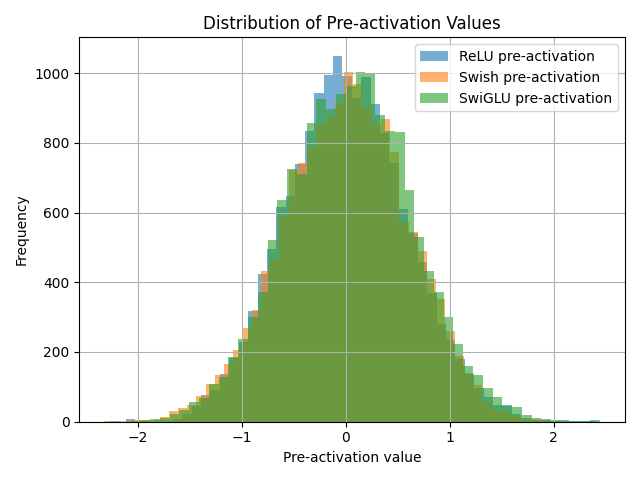 Distribution of Pre-activation Values
ReLU pre-activation
Swish pre-activation
SwiGLU pre-activation
Frequency
1000
800
600
400
200
0
−2
−1
0
1
2
Pre-activation value